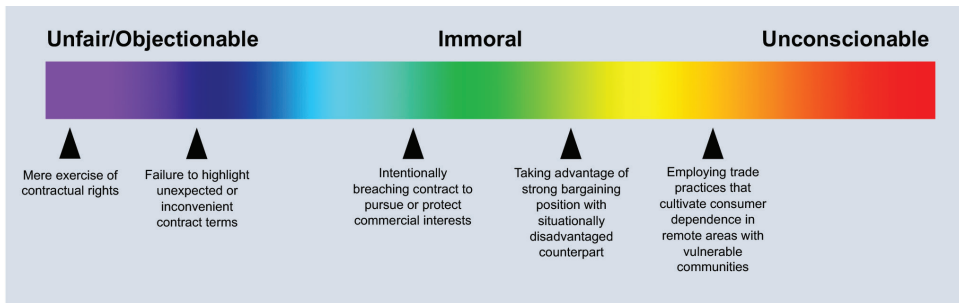 Unfair/Objectionable
Immoral
Unconscionable
Mere exercise of
contractual rights
Failure to highlight
unexpected or
inconvenient
contract terms
Intentionally
breaching contract to
pursue or protect
commercial interests
Taking advantage of
strong bargaining
position with
situationally
disadvantaged
counterpart
Employing trade
practices that
cultivate consumer
dependence in
remote areas with
vulnerable
communities